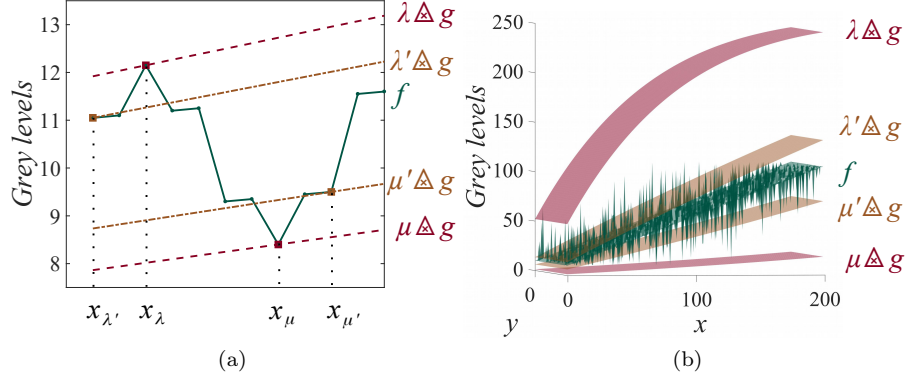 13
12
11
10
9
8
Grey levels
λ ⨻ g
λ' ⨻ g
f
μ' ⨻ g
μ ⨻ g
x_λ' x_λ x_μ x_μ'
(a)
250
200
150
100
50
0
Grey levels
λ ⨻ g
λ' ⨻ g
f
μ' ⨻ g
μ ⨻ g
0 0 100 200
y x
(b)